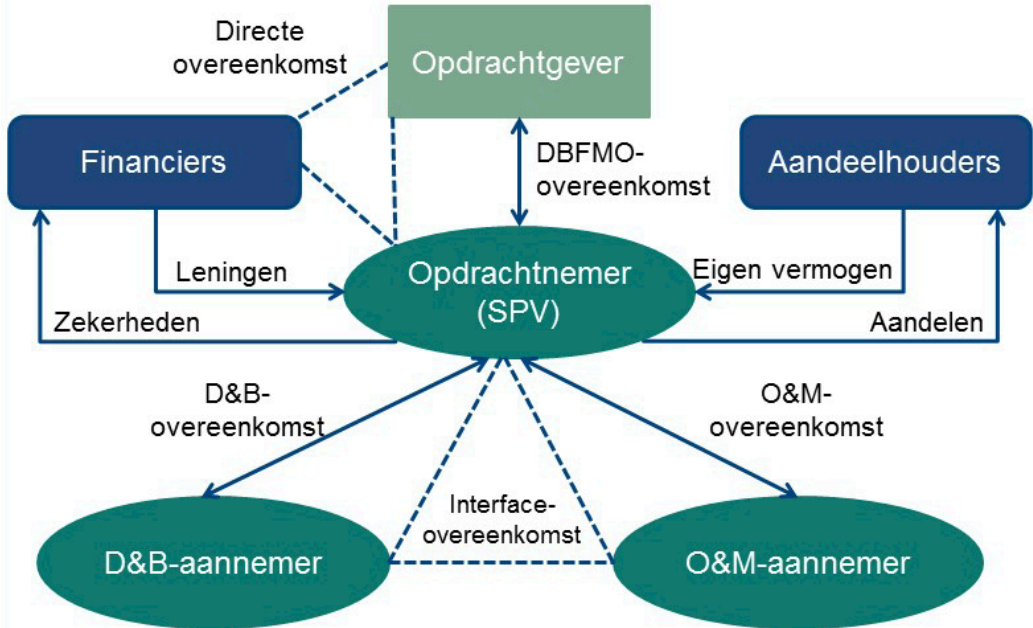 Directe
overeenkomst
Opdrachtgever
Financiers
DBFMO-
overeenkomst
Aandeelhouders
Leningen
Opdrachtnemer
(SPV)
Eigen vermogen
Zekerheden
Aandelen
D&B-
overeenkomst
O&M-
overeenkomst
Interface-
overeenkomst
D&B-aannemer
O&M-aannemer